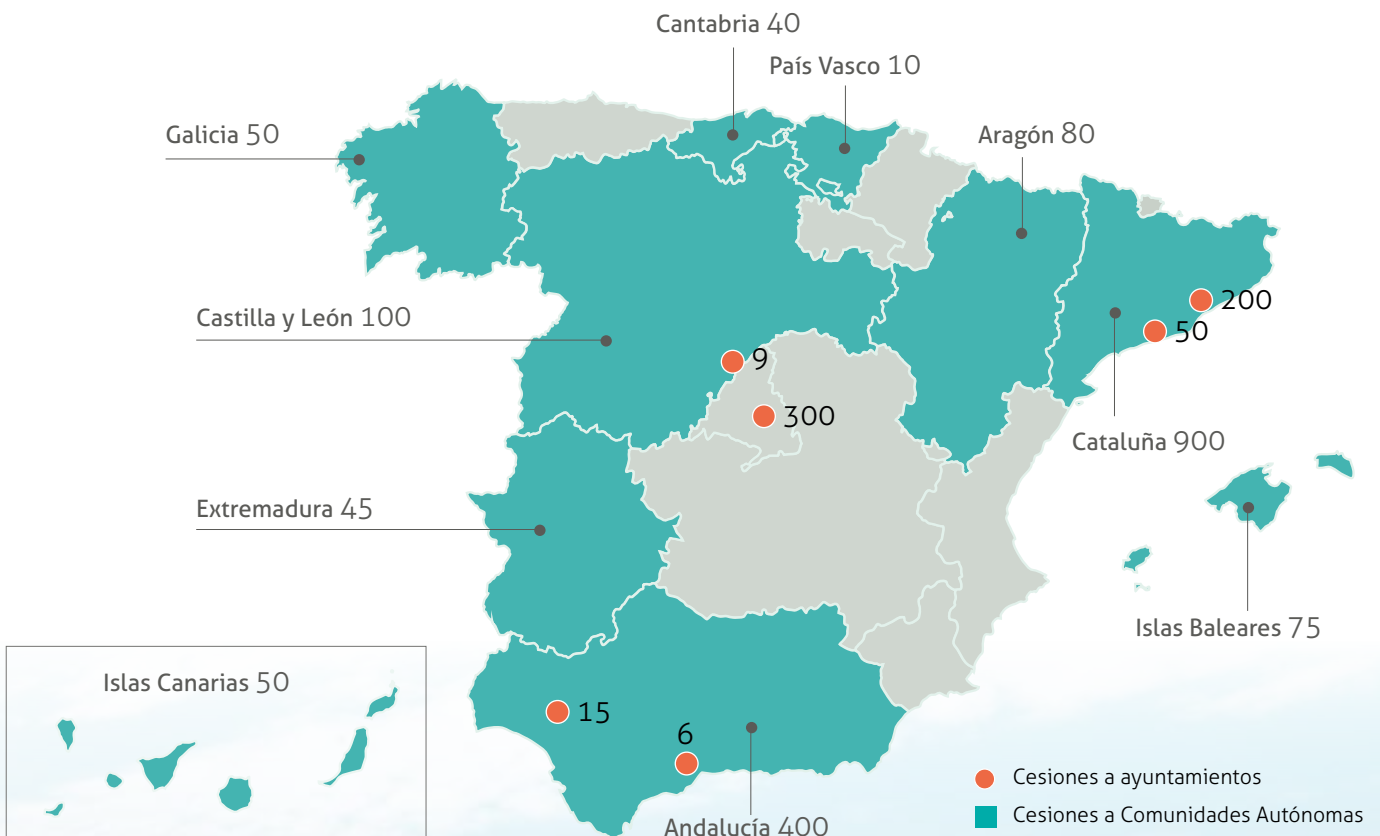 Cantabria 40
País Vasco 10
Galicia 50
Aragón 80
200
Castilla y León 100
50
9
300
Cataluña 900
Extremadura 45
Islas Baleares 75
Islas Canarias 50
15
6
Cesiones a ayuntamientos
Cesiones a Comunidades Autónomas
Andalucía 400